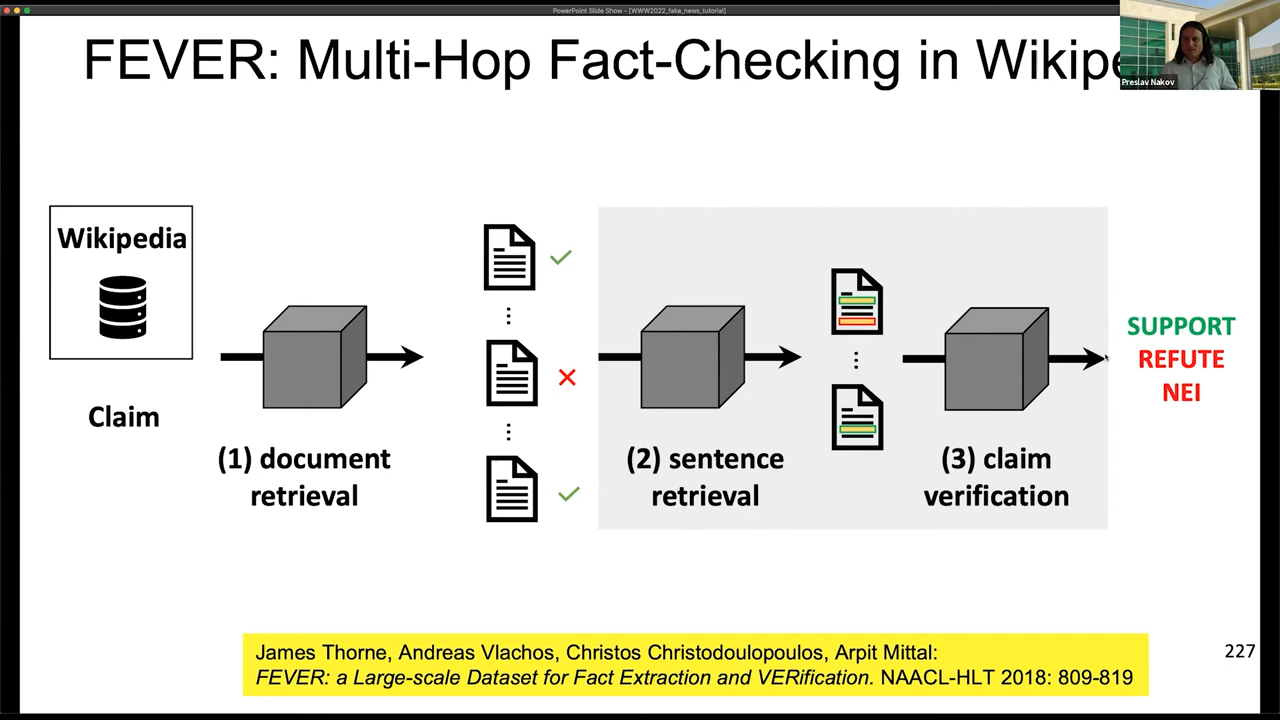 PowerPoint Slide Show - [WWW2022_fake_news_tutorial]
FEVER: Multi-Hop Fact-Checking in Wikipe
Preslav Nakov
Wikipedia
Claim
(1) document
retrieval
(2) sentence
retrieval
(3) claim
verification
SUPPORT
REFUTE
NEI
James Thorne, Andreas Vlachos, Christos Christodoulopoulos, Arpit Mittal:
FEVER: a Large-scale Dataset for Fact Extraction and VERification. NAACL-HLT 2018: 809-819
227